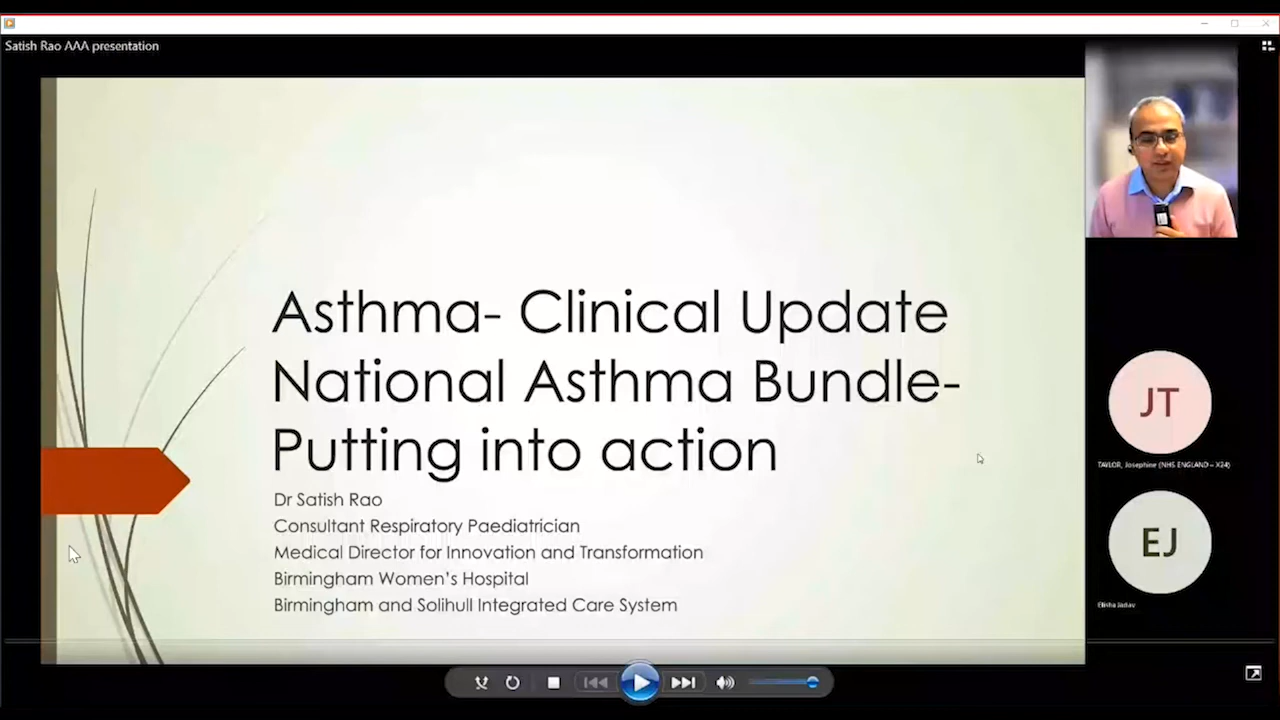 Satish Rao AAA presentation
Asthma- Clinical Update
National Asthma Bundle-
Putting into action
Dr Satish Rao
Consultant Respiratory Paediatrician
Medical Director for Innovation and Transformation
Birmingham Women's Hospital
Birmingham and Solihull Integrated Care System
JT
TAYLOR, Josephine (NHS ENGLAND – X24)
EJ
Elisha Jadav